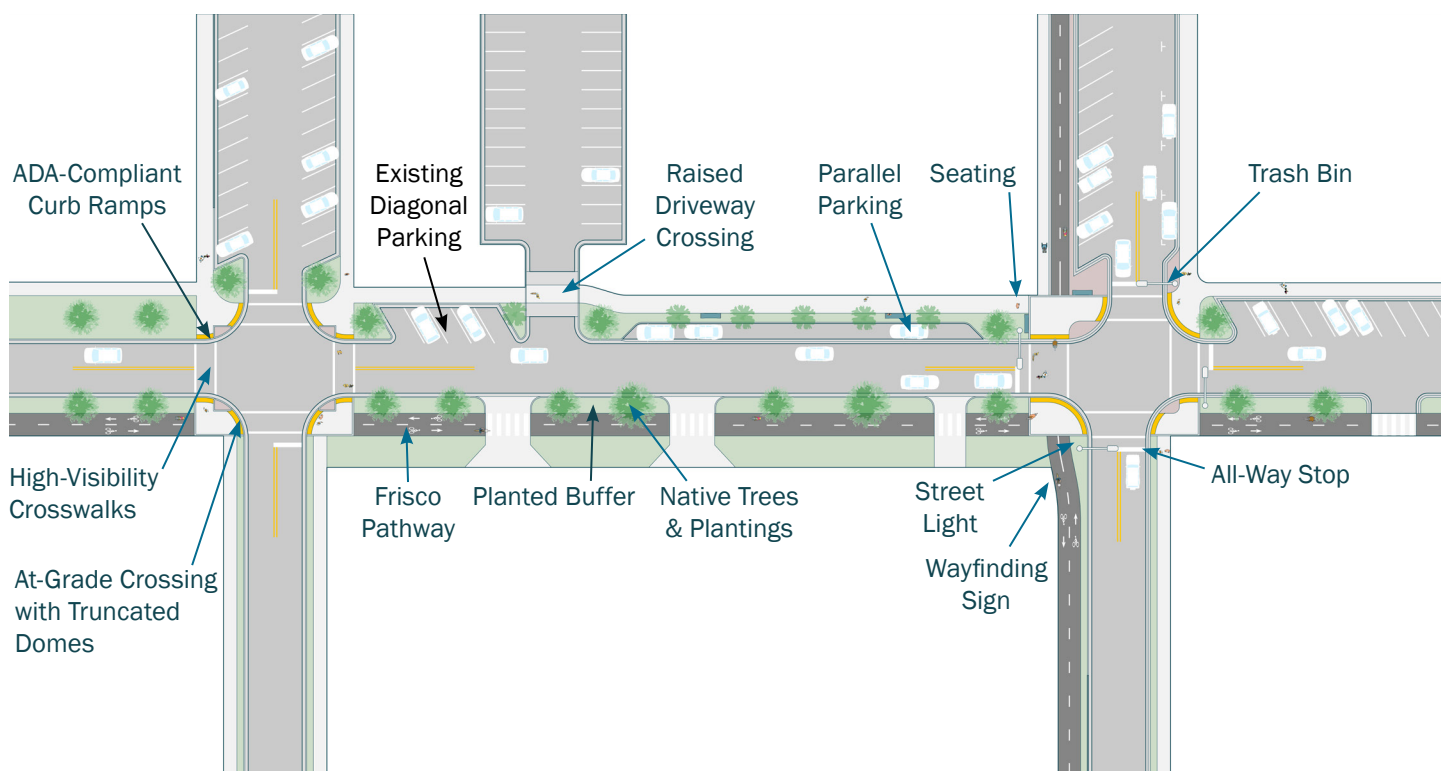 ADA-Compliant
Curb Ramps
Existing
Diagonal
Parking
Raised
Driveway
Crossing
Parallel
Parking
Seating
Trash Bin
High-Visibility
Crosswalks
Frisco
Pathway
Planted Buffer
Native Trees
& Plantings
Street
Light
All-Way Stop
At-Grade Crossing
with Truncated
Domes
Wayfinding
Sign